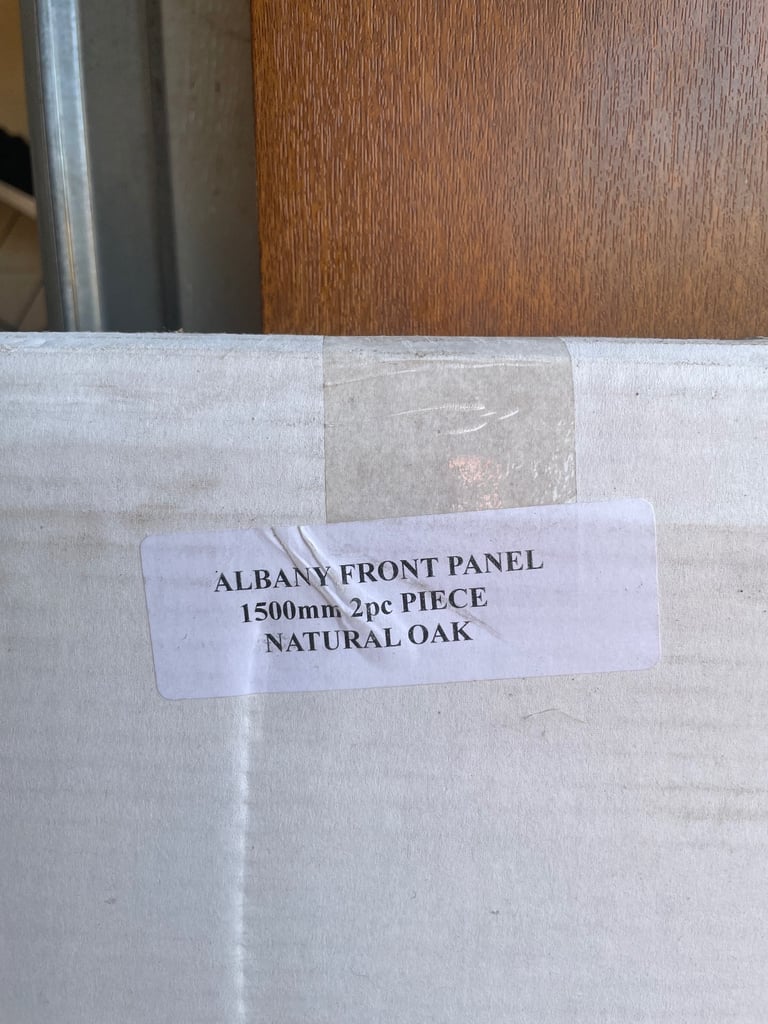 ALBANY FRONT PANEL
1500mm 2pc PIECE
NATURAL OAK